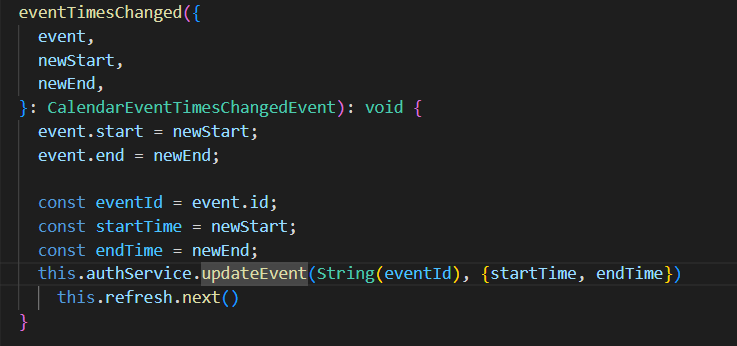 eventTimesChanged({
event,
newStart,
newEnd,
}: CalendarEventTimesChangedEvent): void {
event.start = newStart;
event.end = newEnd;
const eventId = event.id;
const startTime = newStart;
const endTime = newEnd;
this.authService.updateEvent(String(eventId), {startTime, endTime})
this.refresh.next()
}